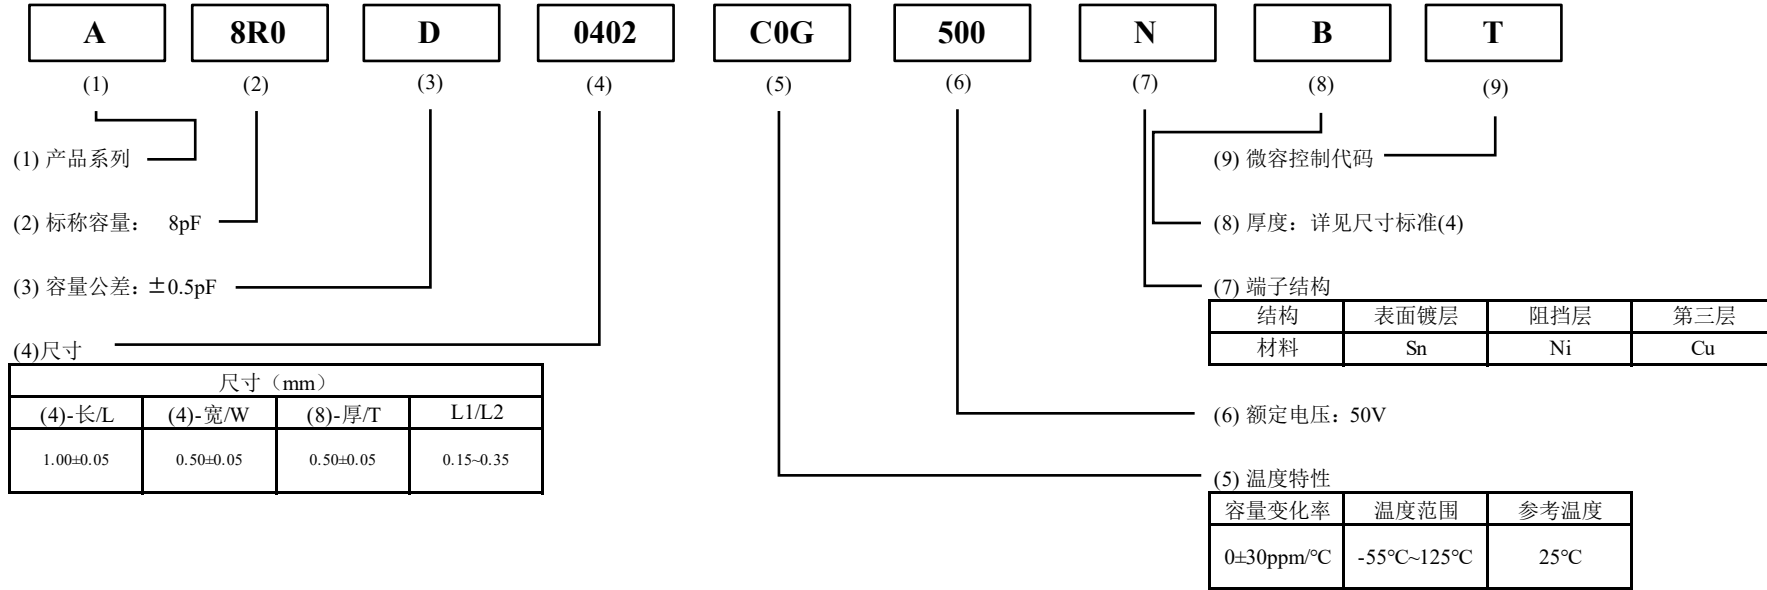 A 8R0 D 0402 C0G 500 N B T
(1) (2) (3) (4) (5) (6) (7) (8) (9)
(1) 产品系列
(9) 微容控制代码
(2) 标称容量： 8pF
(8) 厚度：详见尺寸标准(4)
(3) 容量公差：±0.5pF
(7) 端子结构
结构 表面镀层 阻挡层 第三层
材料 Sn Ni Cu
(4)尺寸
尺寸（mm）
(4)-长/L (4)-宽/W (8)-厚/T L1/L2
1.00±0.05 0.50±0.05 0.50±0.05 0.15~0.35
(6) 额定电压：50V
(5) 温度特性
容量变化率 温度范围 参考温度
0±30ppm/℃ -55℃~125℃ 25℃